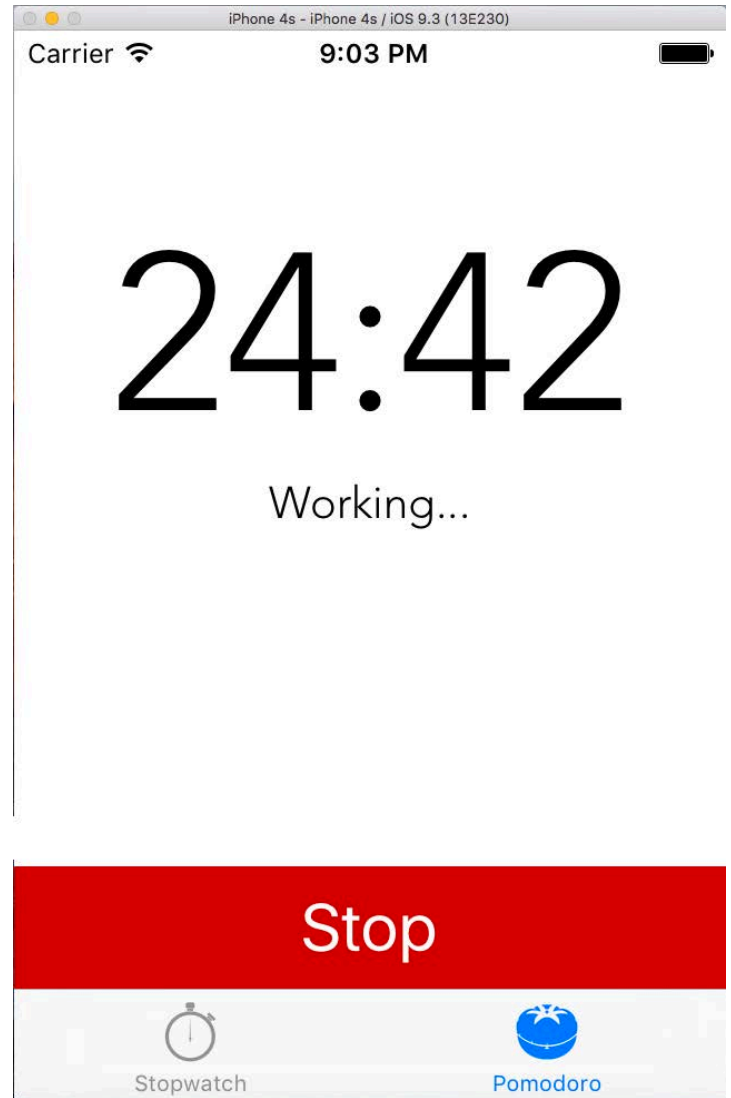 iPhone 4s - iPhone 4s / iOS 9.3 (13E230)
Carrier 9:03 PM
24:42
Working...
Stop
Stopwatch Pomodoro